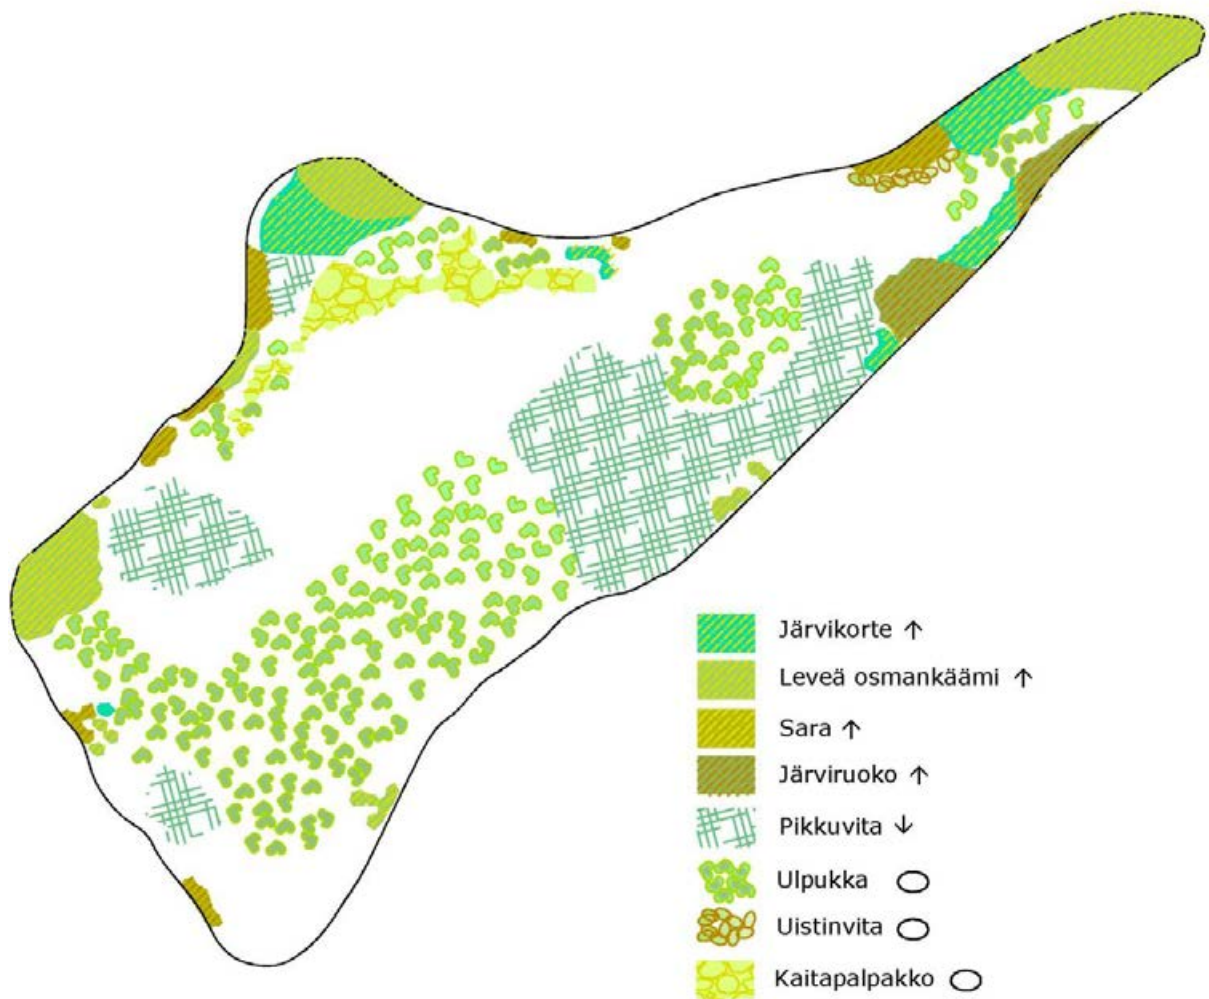 Järvikorte ↑
Leveä osmankäämi ↑
Sara ↑
Järviruoko ↑
Pikkuvita ↓
Ulpukka
Uistinvita
Kaitapalpakko